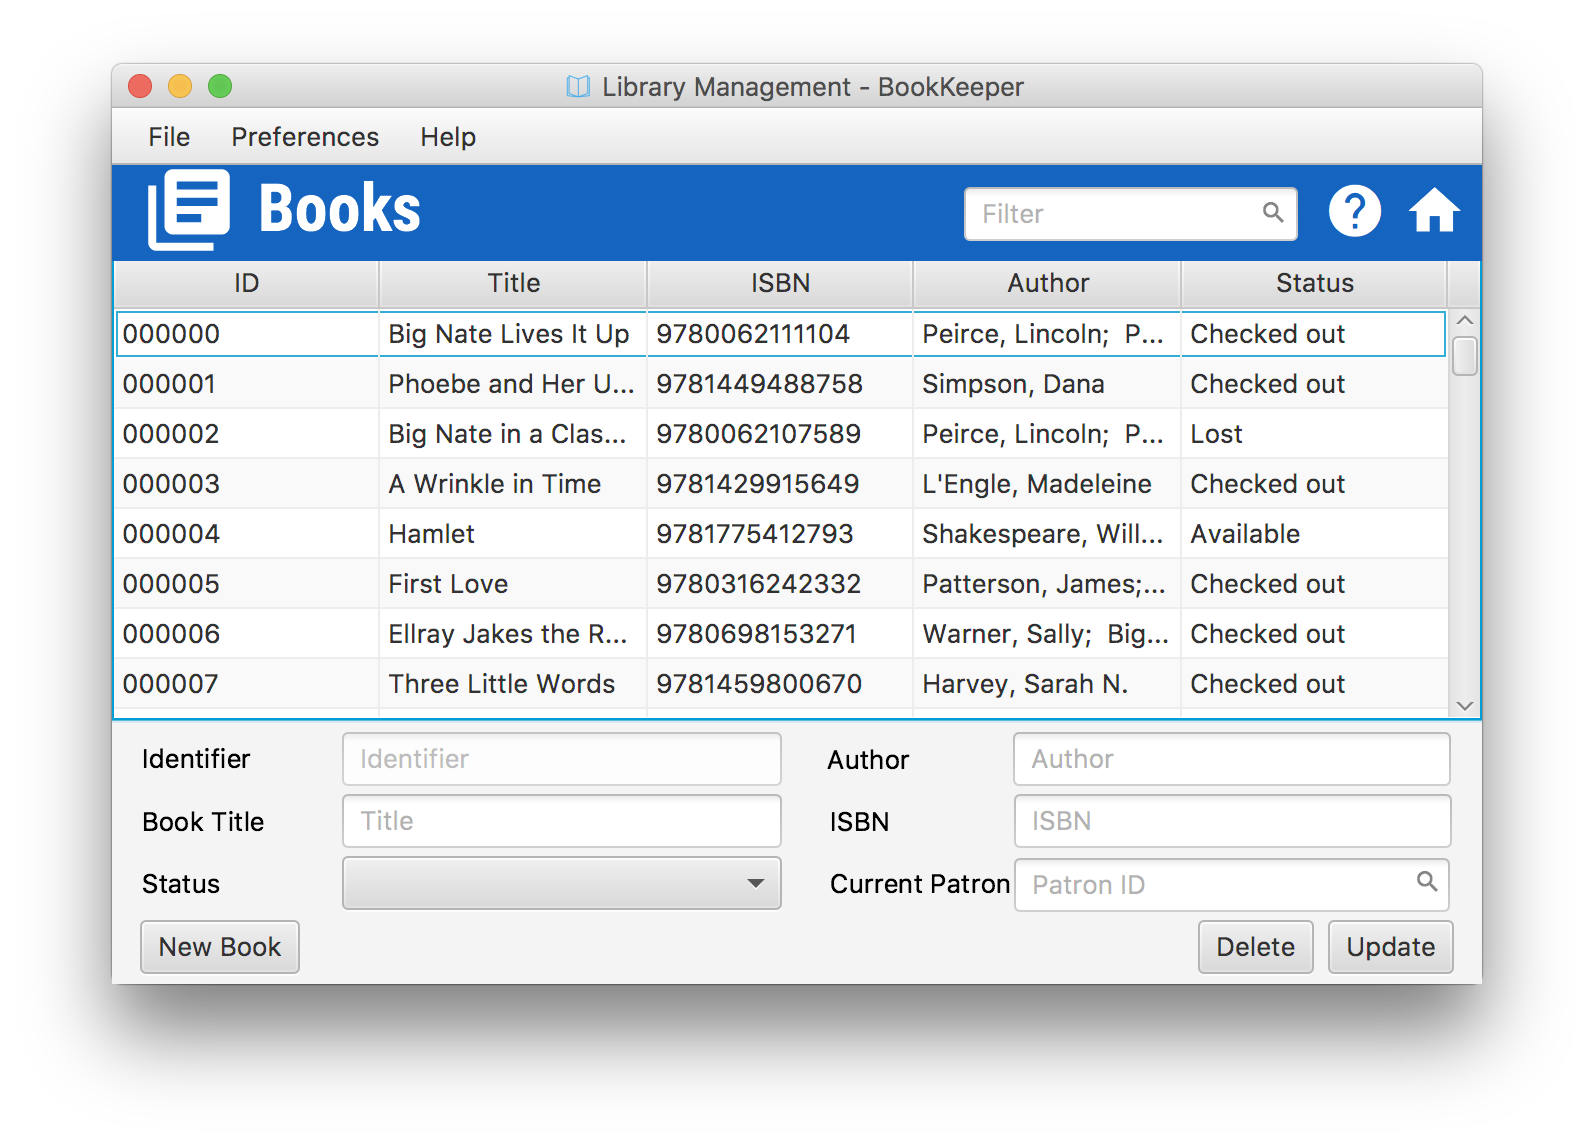 Library Management - BookKeeper
File Preferences Help
Books Filter
ID Title ISBN Author Status
000000 Big Nate Lives It Up 9780062111104 Peirce, Lincoln; P... Checked out
000001 Phoebe and Her U... 9781449488758 Simpson, Dana Checked out
000002 Big Nate in a Clas... 9780062107589 Peirce, Lincoln; P... Lost
000003 A Wrinkle in Time 9781429915649 L'Engle, Madeleine Checked out
000004 Hamlet 9781775412793 Shakespeare, Will... Available
000005 First Love 9780316242332 Patterson, James;... Checked out
000006 Ellray Jakes the R... 9780698153271 Warner, Sally; Big... Checked out
000007 Three Little Words 9781459800670 Harvey, Sarah N. Checked out
Identifier Identifier Author Author
Book Title Title ISBN ISBN
Status Current Patron Patron ID
New Book Delete Update